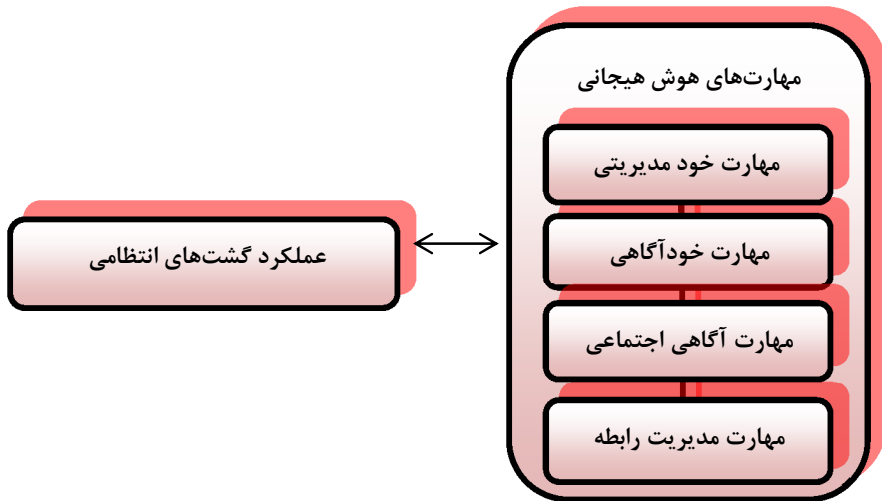 مهارت‌های هوش هیجانی
مهارت خود مدیریتی
مهارت خودآگاهی
مهارت آگاهی اجتماعی
مهارت مدیریت رابطه
عملکرد گشت‌های انتظامی